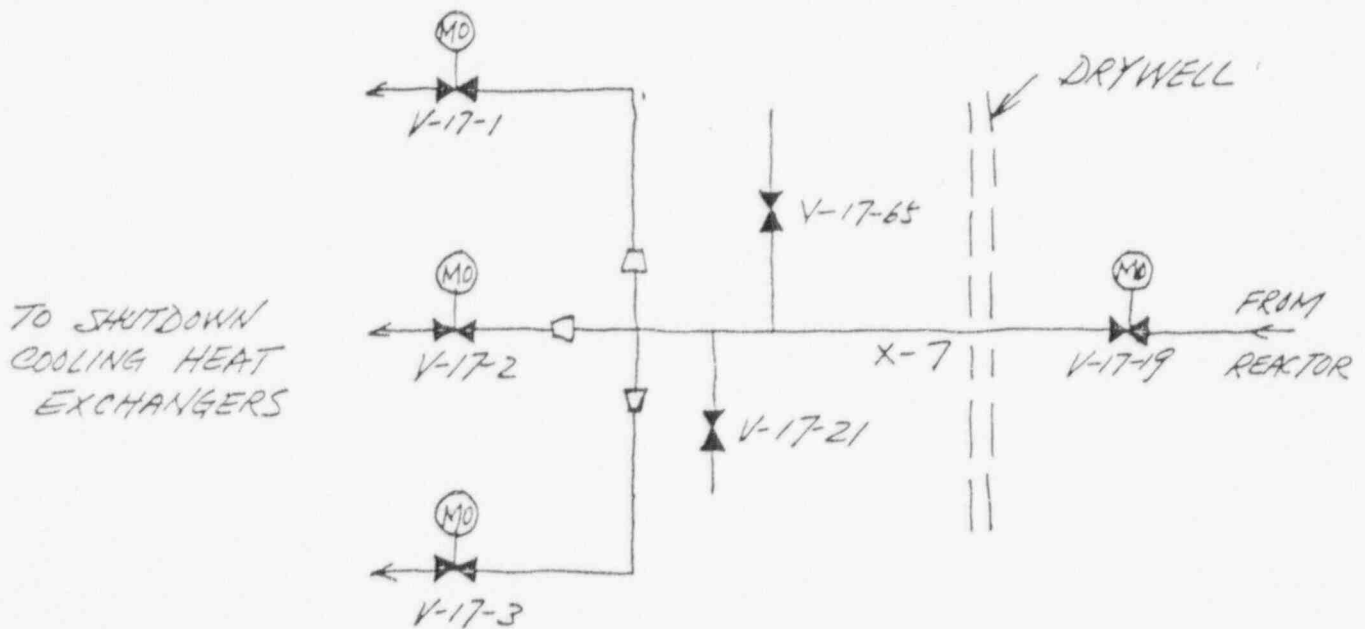 MO
DRYWELL
V-17-1
V-17-65
MO
MO
TO SHUTDOWN
COOLING HEAT
EXCHANGERS
FROM
REACTOR
V-17-2
X-7
V-17-19
V-17-21
MO
V-17-3